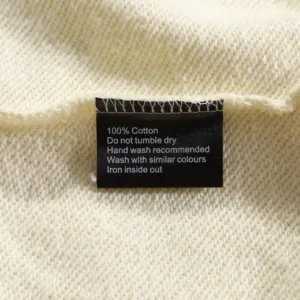 100% Cotton
Do not tumble dry
Hand wash recommended
Wash with similar colours
Iron inside out